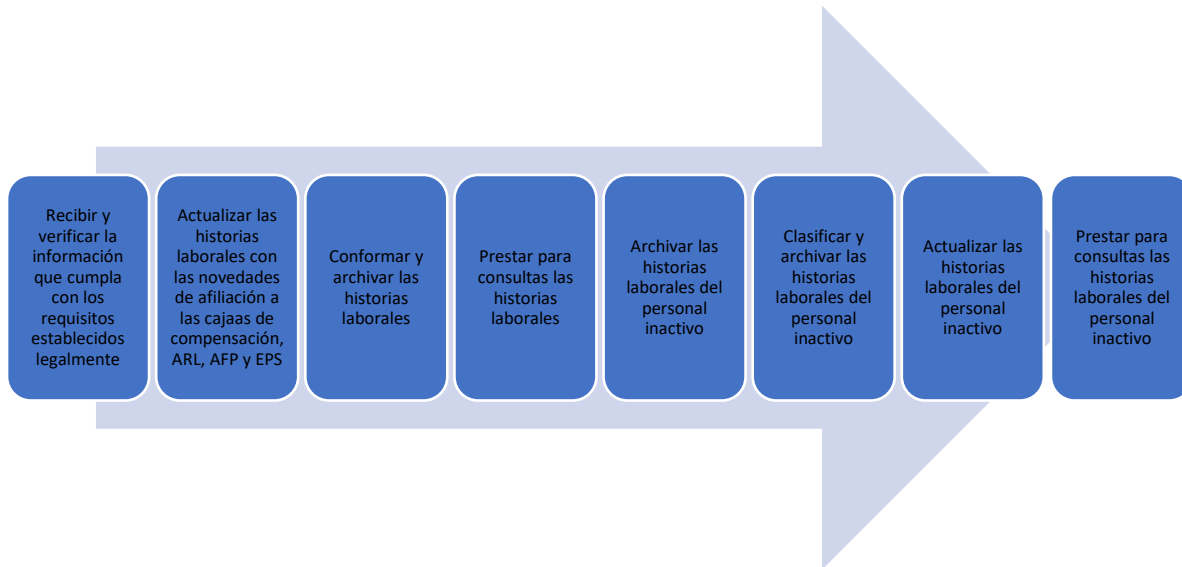 Recibir y
verificar la
información
que cumpla
con los
requisitos
establecidos
legalmente
Actualizar las
historias
laborales con
las novedades
de afiliación a
las cajaas de
compensación,
ARL, AFP y EPS
Conformar y
archivar las
historias
laborales
Prestar para
consultas las
historias
laborales
Archivar las
historias
laborales del
personal
inactivo
Clasificar y
archivar las
historias
laborales del
personal
inactivo
Actualizar las
historias
laborales del
personal
inactivo
Prestar para
consultas las
historias
laborales del
personal
inactivo